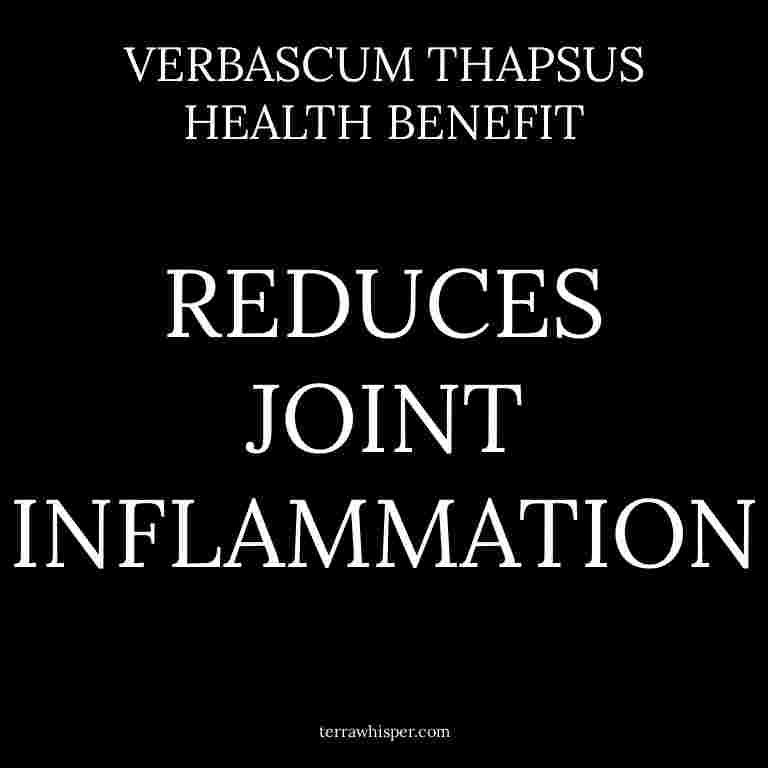 VERBASCUM THAPSUS
HEALTH BENEFIT
REDUCES
JOINT
INFLAMMATION
terrawhisper.com